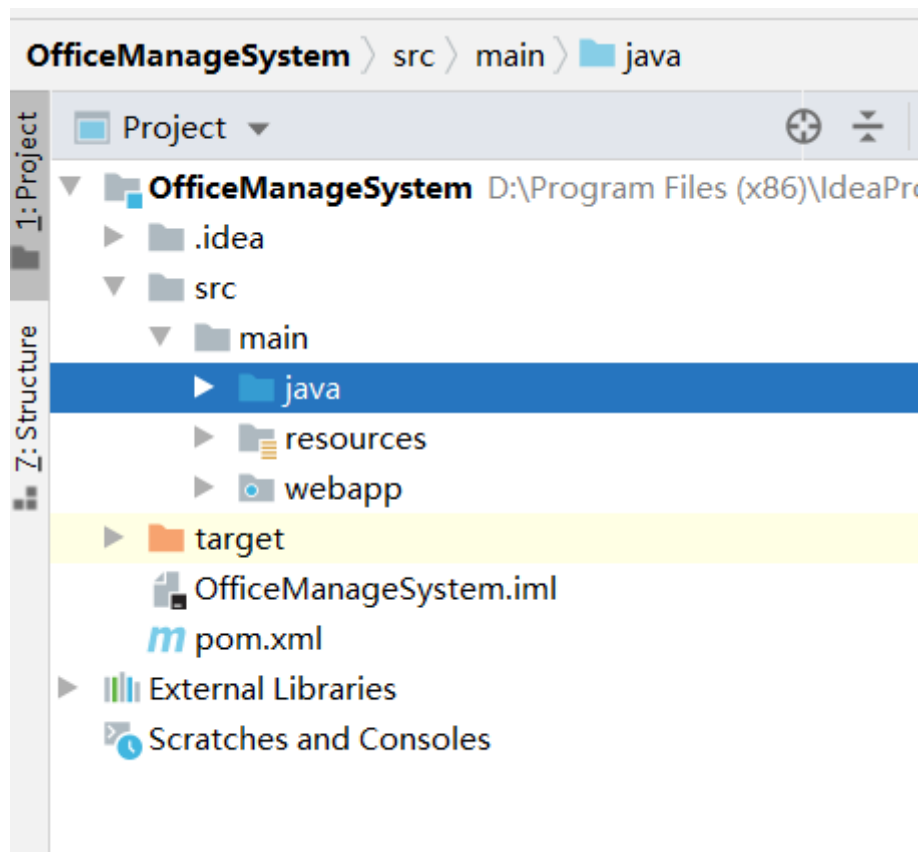 OfficeManageSystem 〉 src 〉 main 〉 java
1: Project
7: Structure
Project
OfficeManageSystem D:\Program Files (x86)\IdeaPro
.idea
src
main
java
resources
webapp
target
OfficeManageSystem.iml
pom.xml
External Libraries
Scratches and Consoles